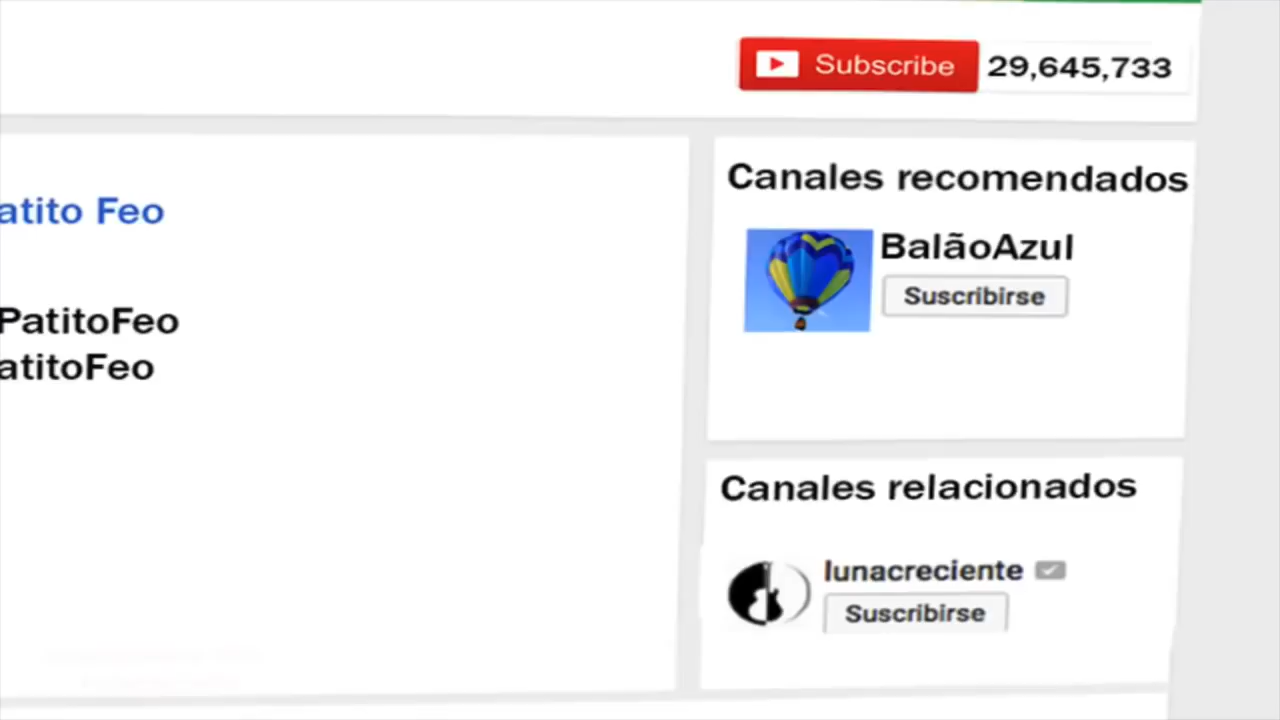 Subscribe 29,645,733
Canales recomendados
atito Feo
BalãoAzul
Suscribirse
PatitoFeo
atitoFeo
Canales relacionados
lunacreciente
Suscribirse